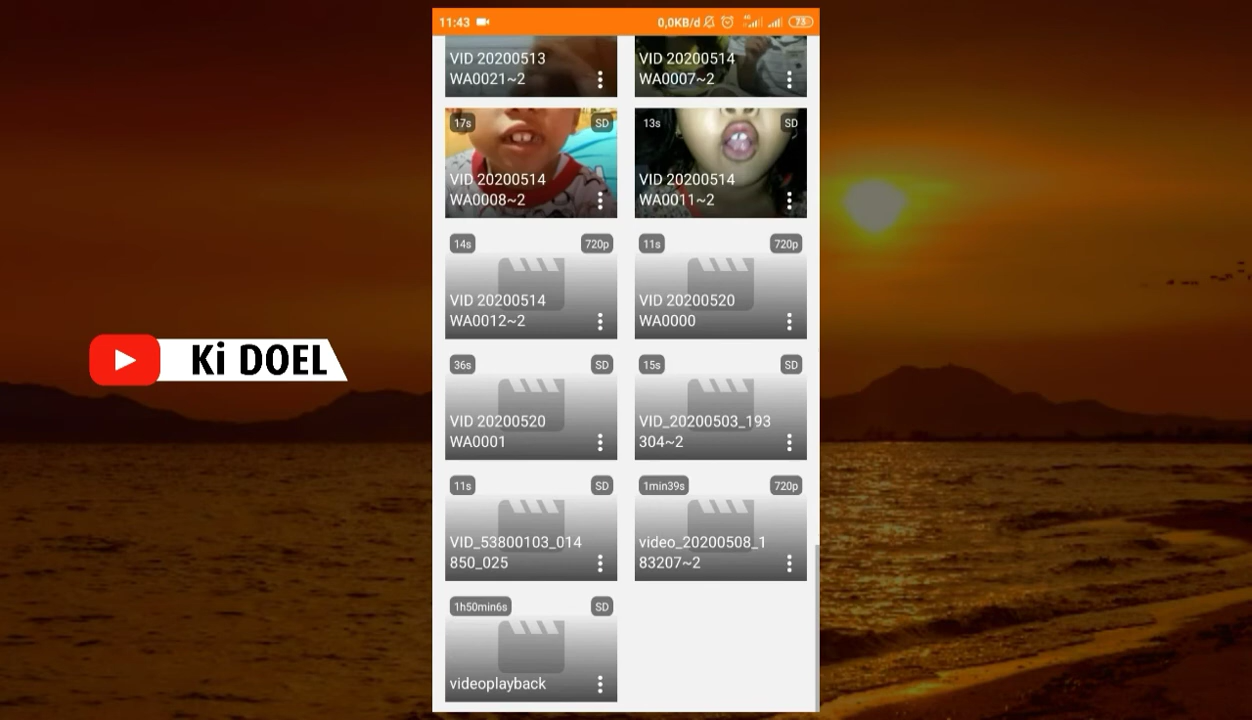 11:43
0,0KB/d
4G
73
VID 20200513
WA0021~2
VID 20200514
WA0007~2
17s
SD
VID 20200514
WA0008~2
13s
SD
VID 20200514
WA0011~2
14s
720p
VID 20200514
WA0012~2
11s
720p
VID 20200520
WA0000
Ki DOEL
36s
SD
VID 20200520
WA0001
15s
SD
VID_20200503_193
304~2
11s
SD
VID_53800103_014
850_025
1min39s
720p
video_20200508_1
83207~2
1h50min6s
SD
videoplayback